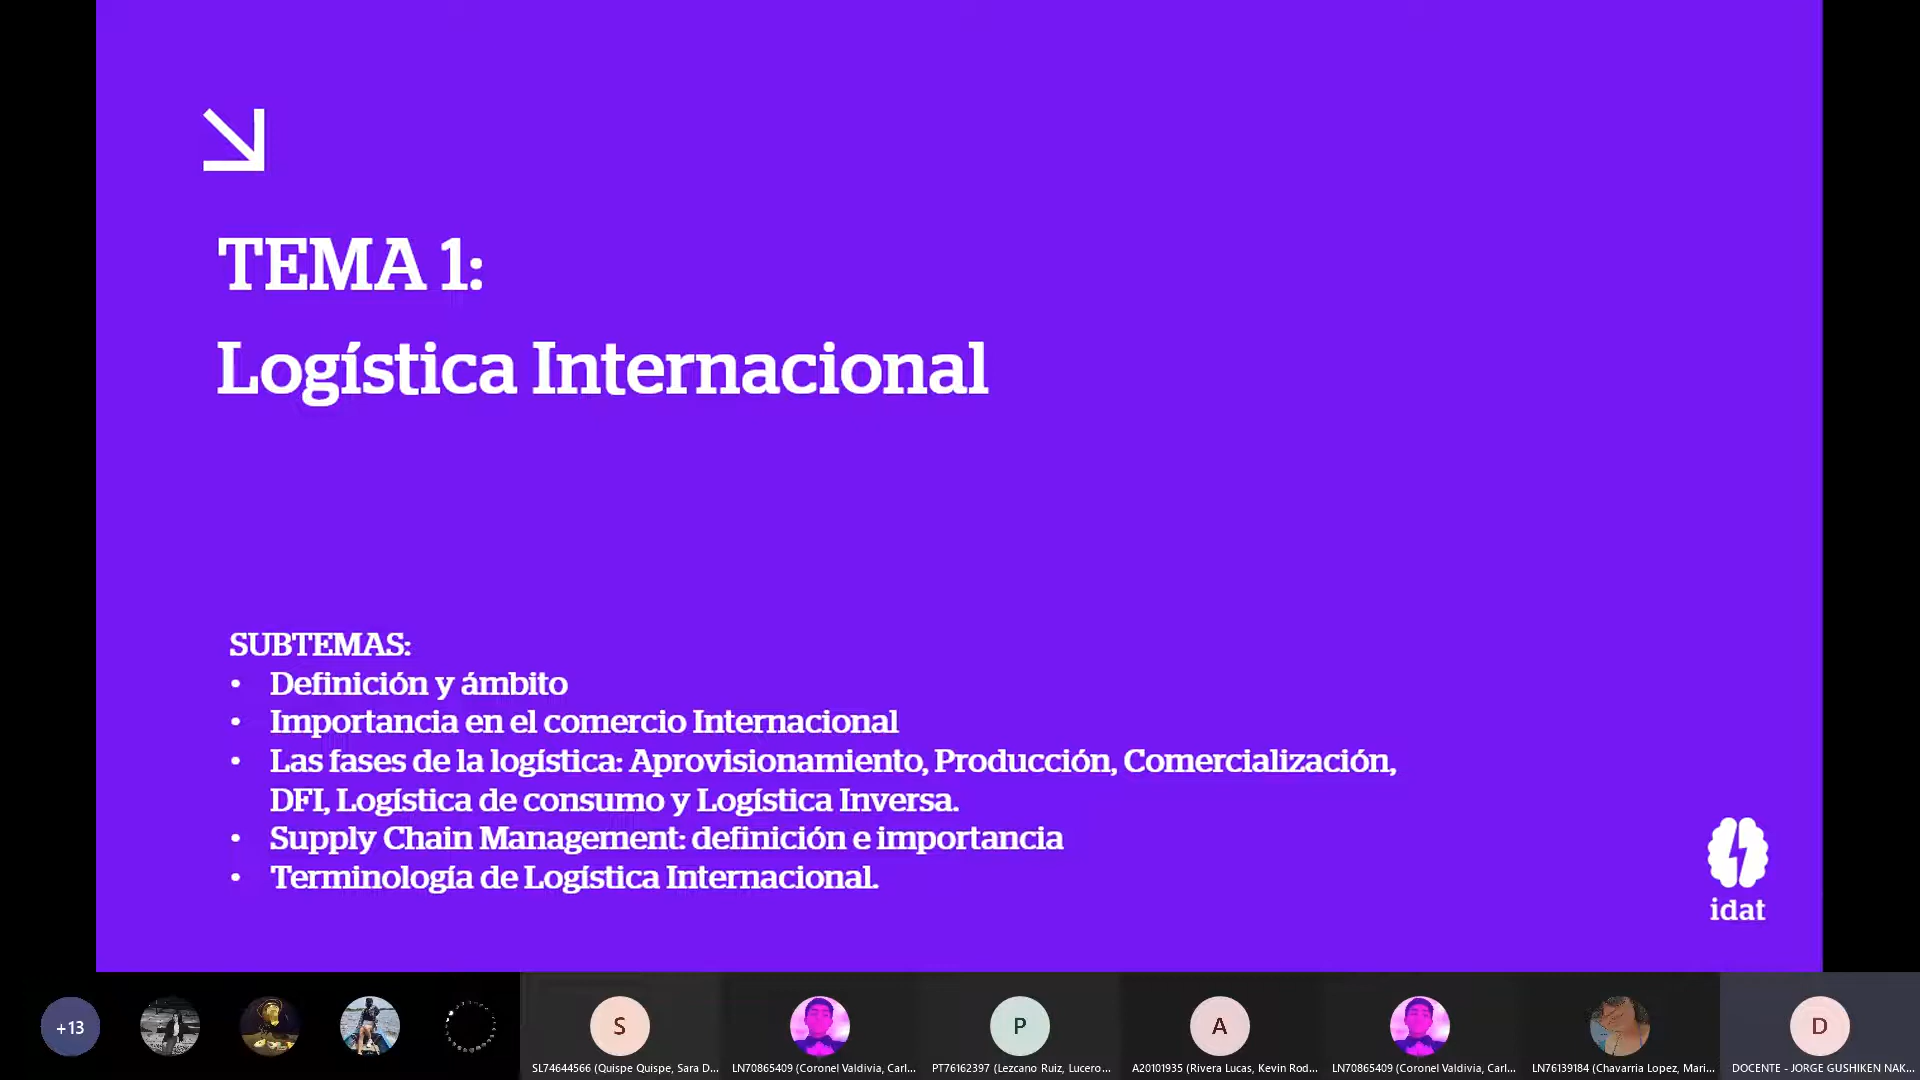 TEMA 1:
Logística Internacional
SUBTEMAS:
• Definición y ámbito
• Importancia en el comercio Internacional
• Las fases de la logística: Aprovisionamiento, Producción, Comercialización,
DFI, Logística de consumo y Logística Inversa.
• Supply Chain Management: definición e importancia
• Terminología de Logística Internacional.
idat
+13
S
P
A
D
SL74644566 (Quispe Quispe, Sara D...
LN70865409 (Coronel Valdivia, Carl...
PT76162397 (Lezcano Ruiz, Lucero...
A20101935 (Rivera Lucas, Kevin Rod...
LN70865409 (Coronel Valdivia, Carl...
LN76139184 (Chavarria Lopez, Mari...
DOCENTE - JORGE GUSHIKEN NAK...